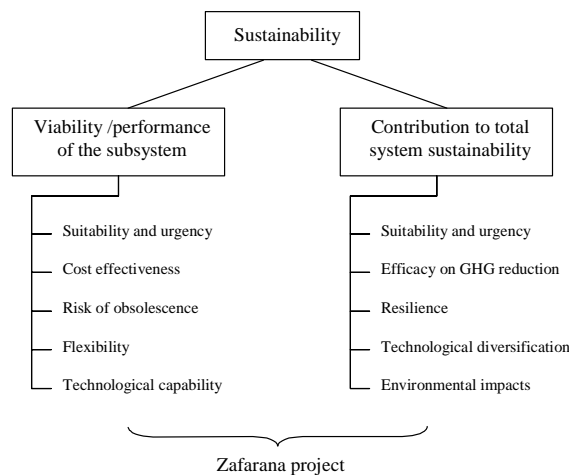 Sustainability
Viability /performance
of the subsystem
Suitability and urgency
Cost effectiveness
Risk of obsolescence
Flexibility
Technological capability
Contribution to total
system sustainability
Suitability and urgency
Efficacy on GHG reduction
Resilience
Technological diversification
Environmental impacts
Zafarana project